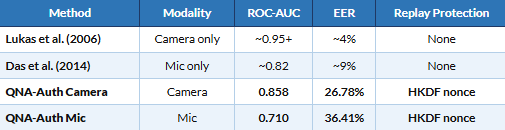 Method Modality ROC-AUC EER Replay Protection
Lukas et al. (2006) Camera only ~0.95+ ~4% None
Das et al. (2014) Mic only ~0.82 ~9% None
QNA-Auth Camera Camera 0.858 26.78% HKDF nonce
QNA-Auth Mic Mic 0.710 36.41% HKDF nonce